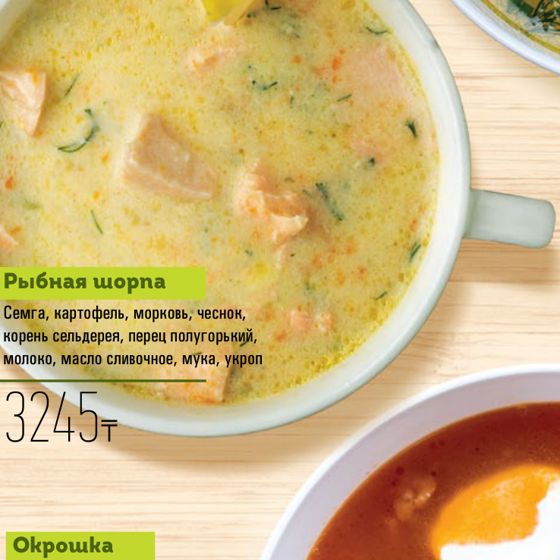 Рыбная шорпа
Семга, картофель, морковь, чеснок,
корень сельдерея, перец полугорький,
молоко, масло сливочное, мука, укроп
3245₸
Окрошка